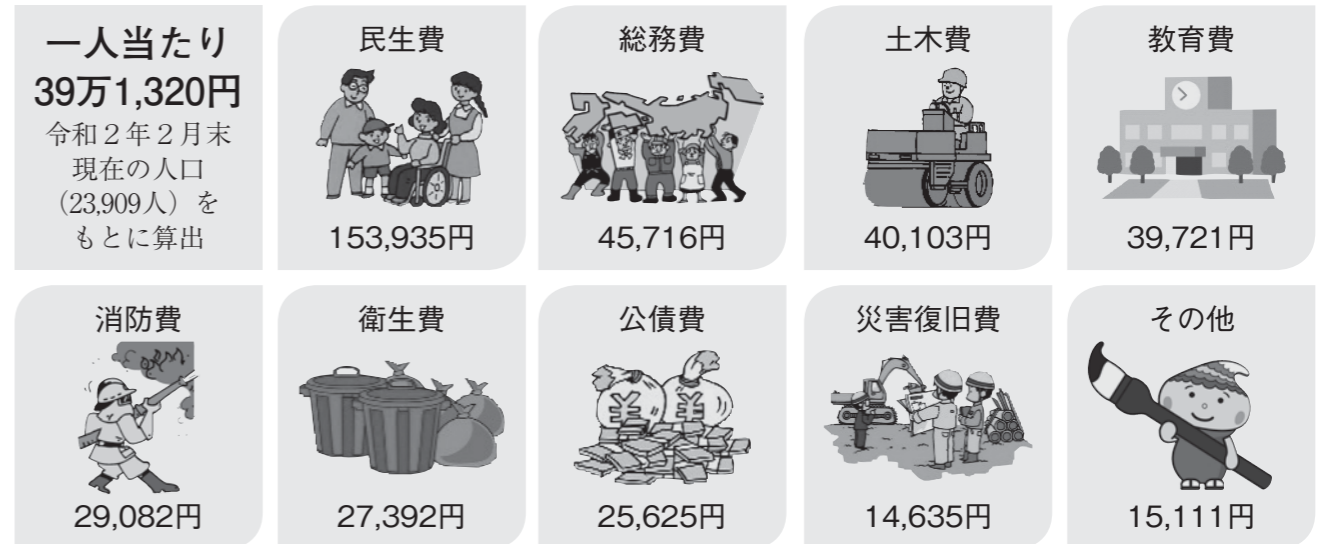 一人当たり
39万1,320円
令和２年２月末
現在の人口
（23,909人）を
もとに算出
民生費
153,935円
総務費
45,716円
土木費
40,103円
教育費
39,721円
消防費
29,082円
衛生費
27,392円
公債費
¥ ¥
25,625円
災害復旧費
14,635円
その他
15,111円